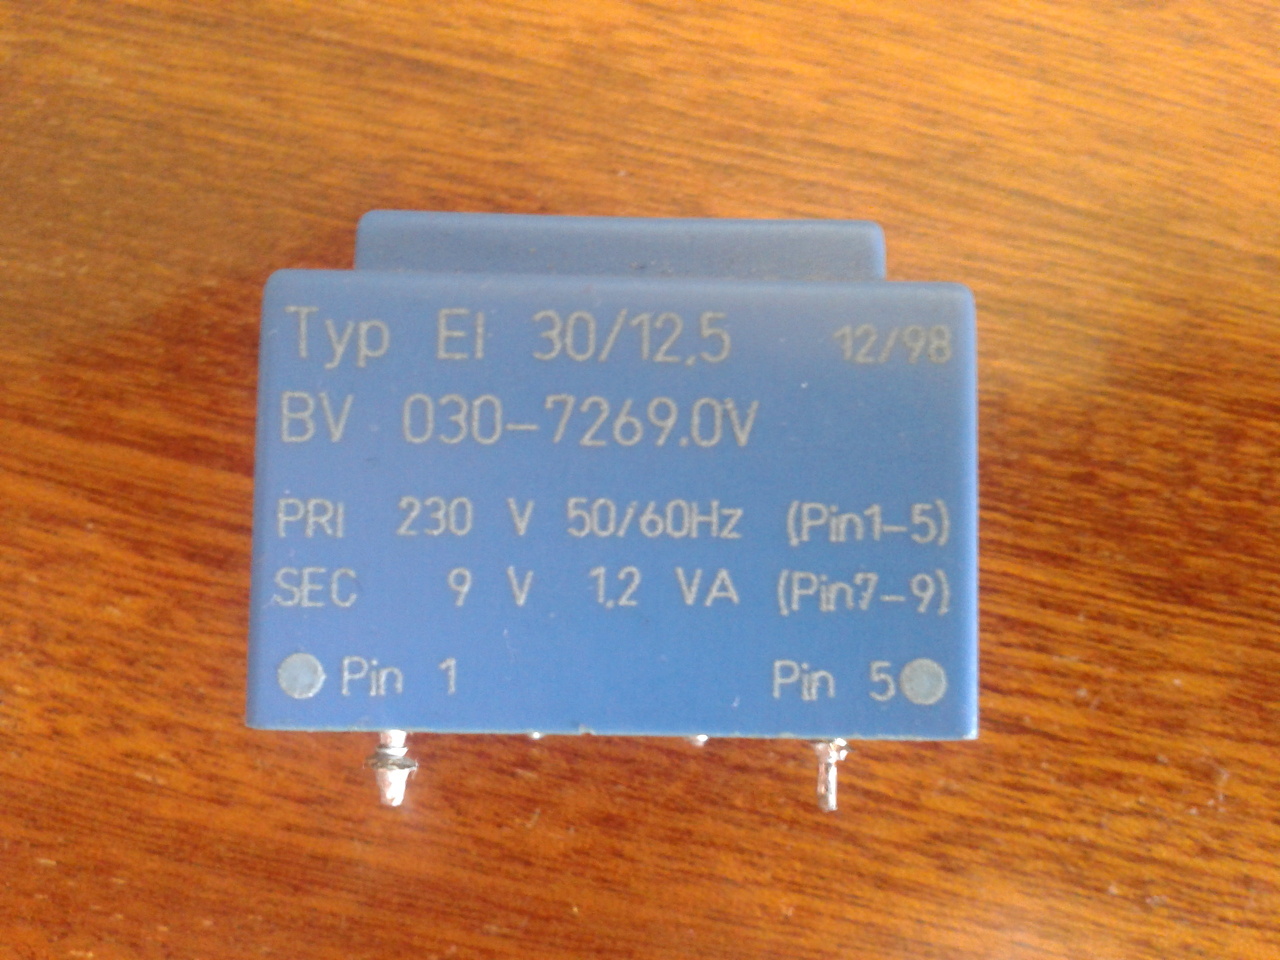 Typ EI 30/12,5 12/98
BV 030-7269.0V
PRI 230 V 50/60Hz (Pin1-5)
SEC 9 V 1.2 VA (Pin7-9)
Pin 1 Pin 5